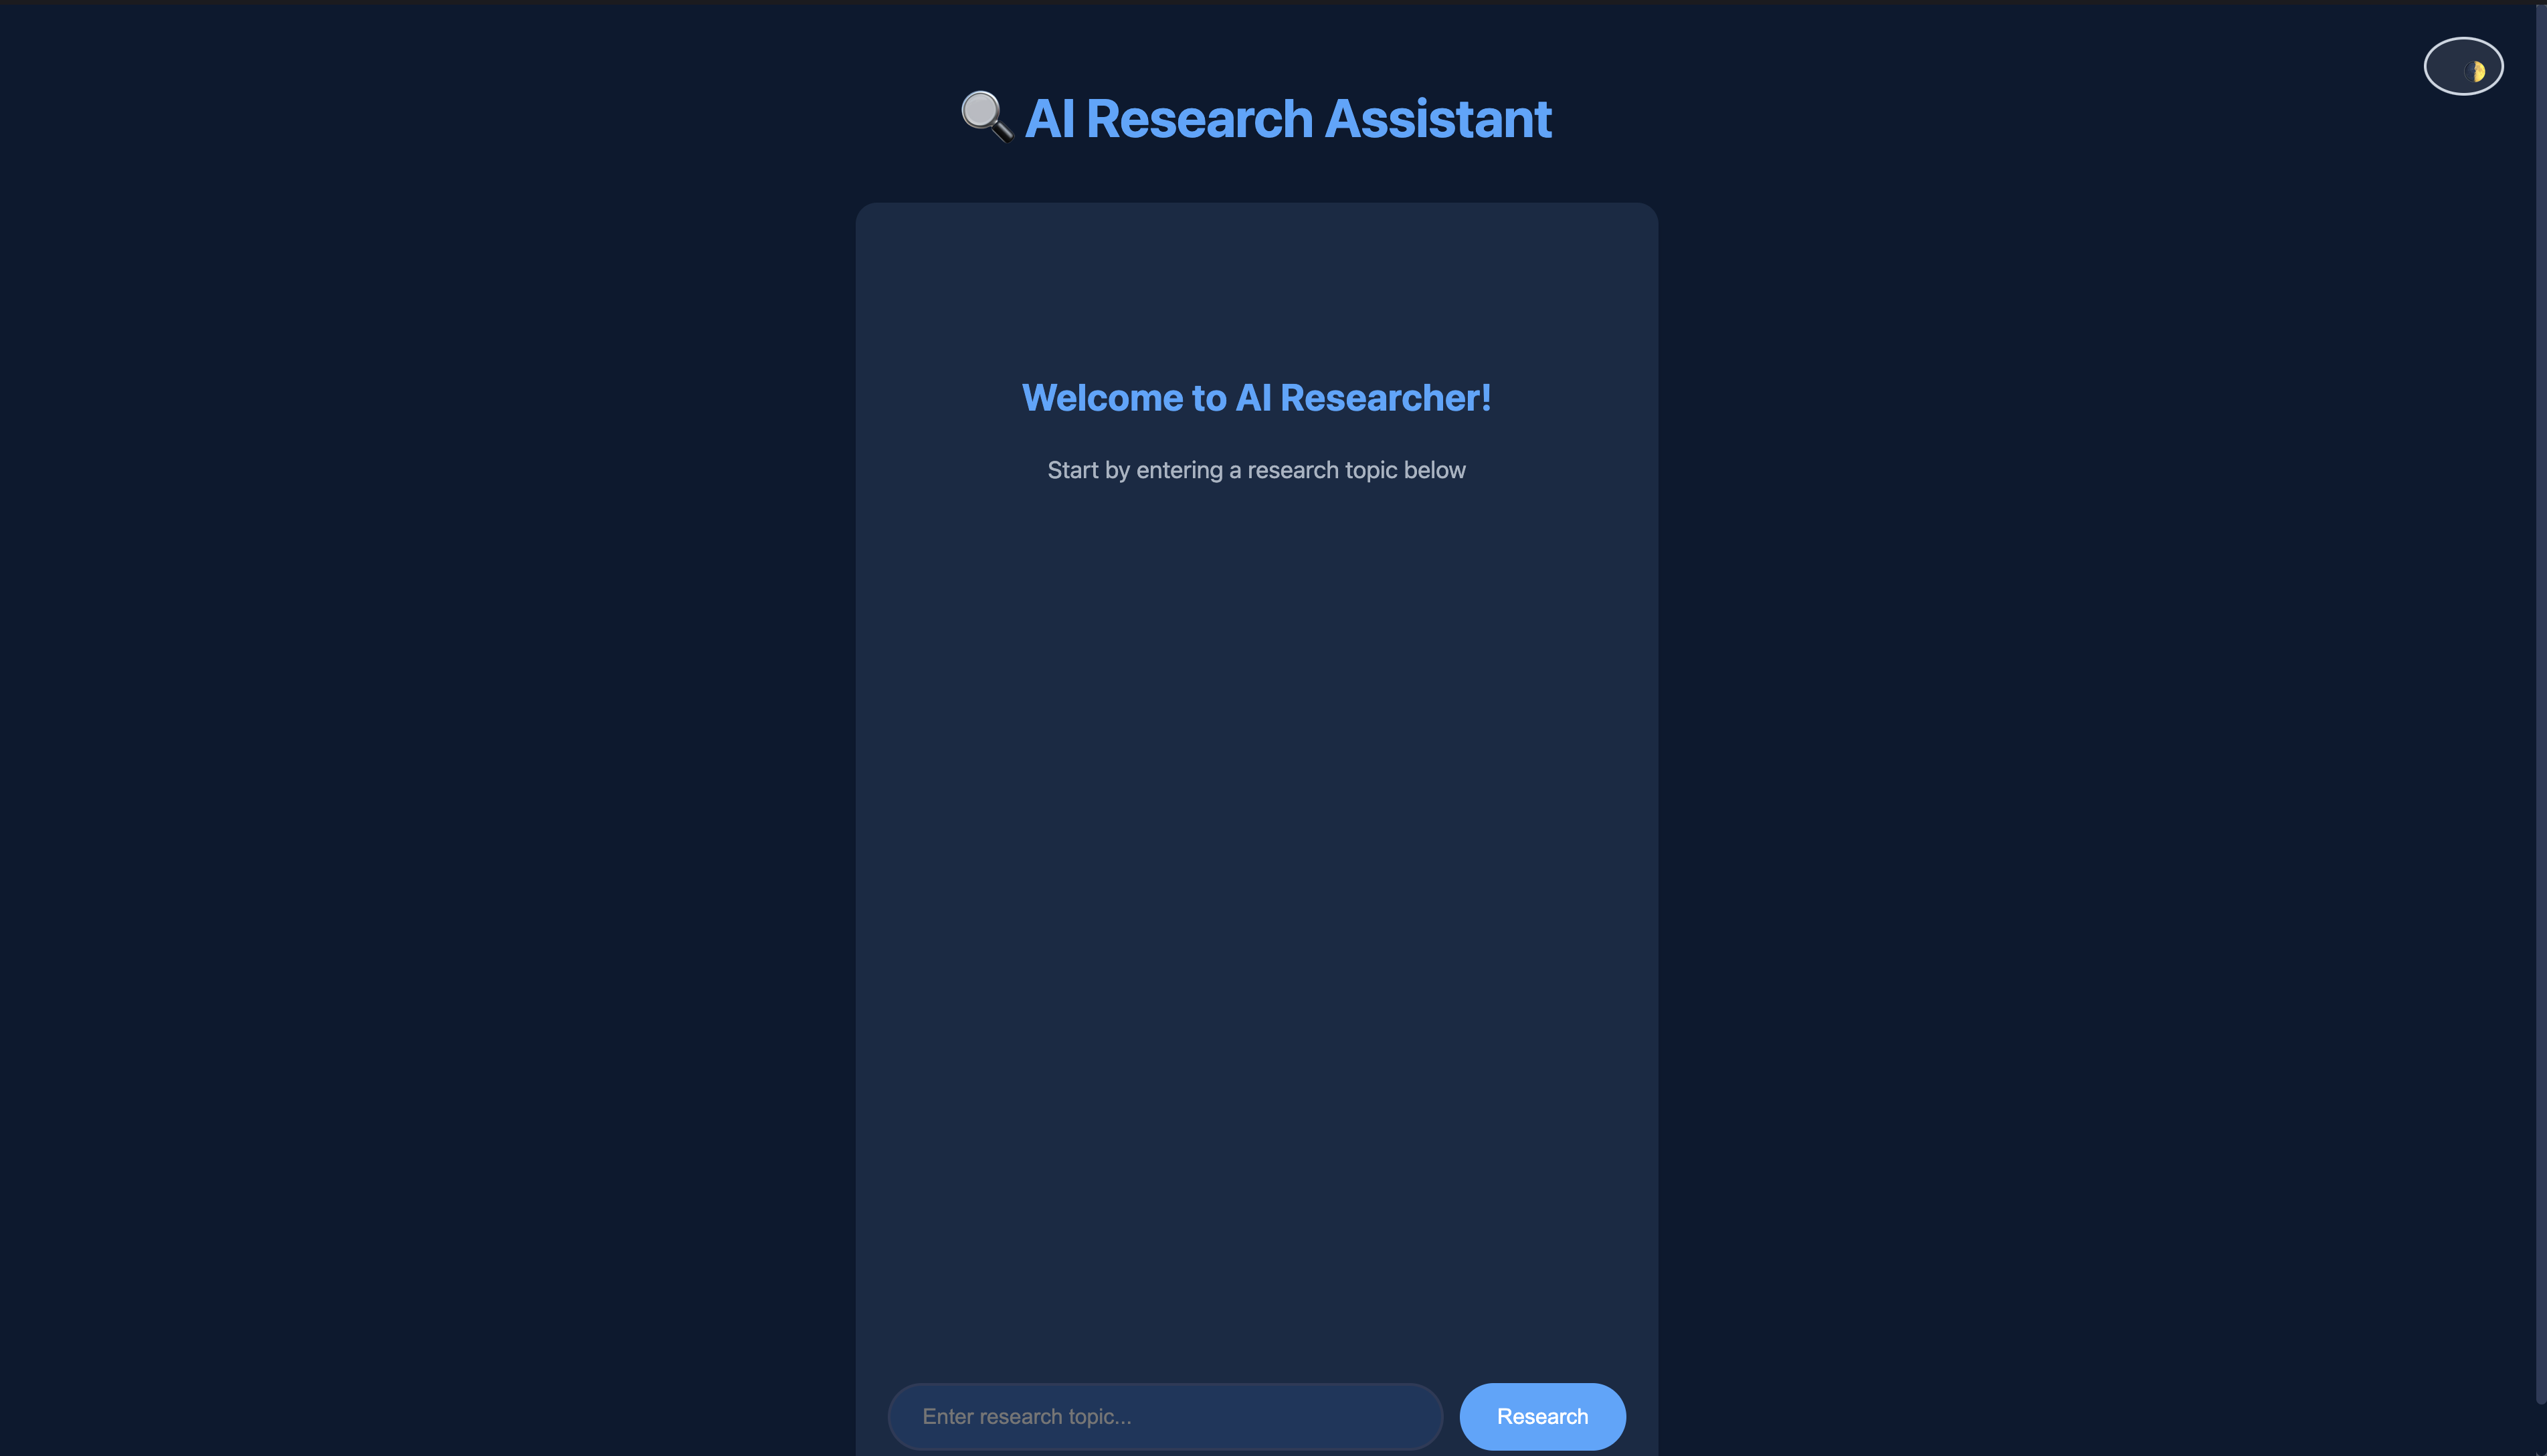 AI Research Assistant
Welcome to AI Researcher!
Start by entering a research topic below
Enter research topic...
Research